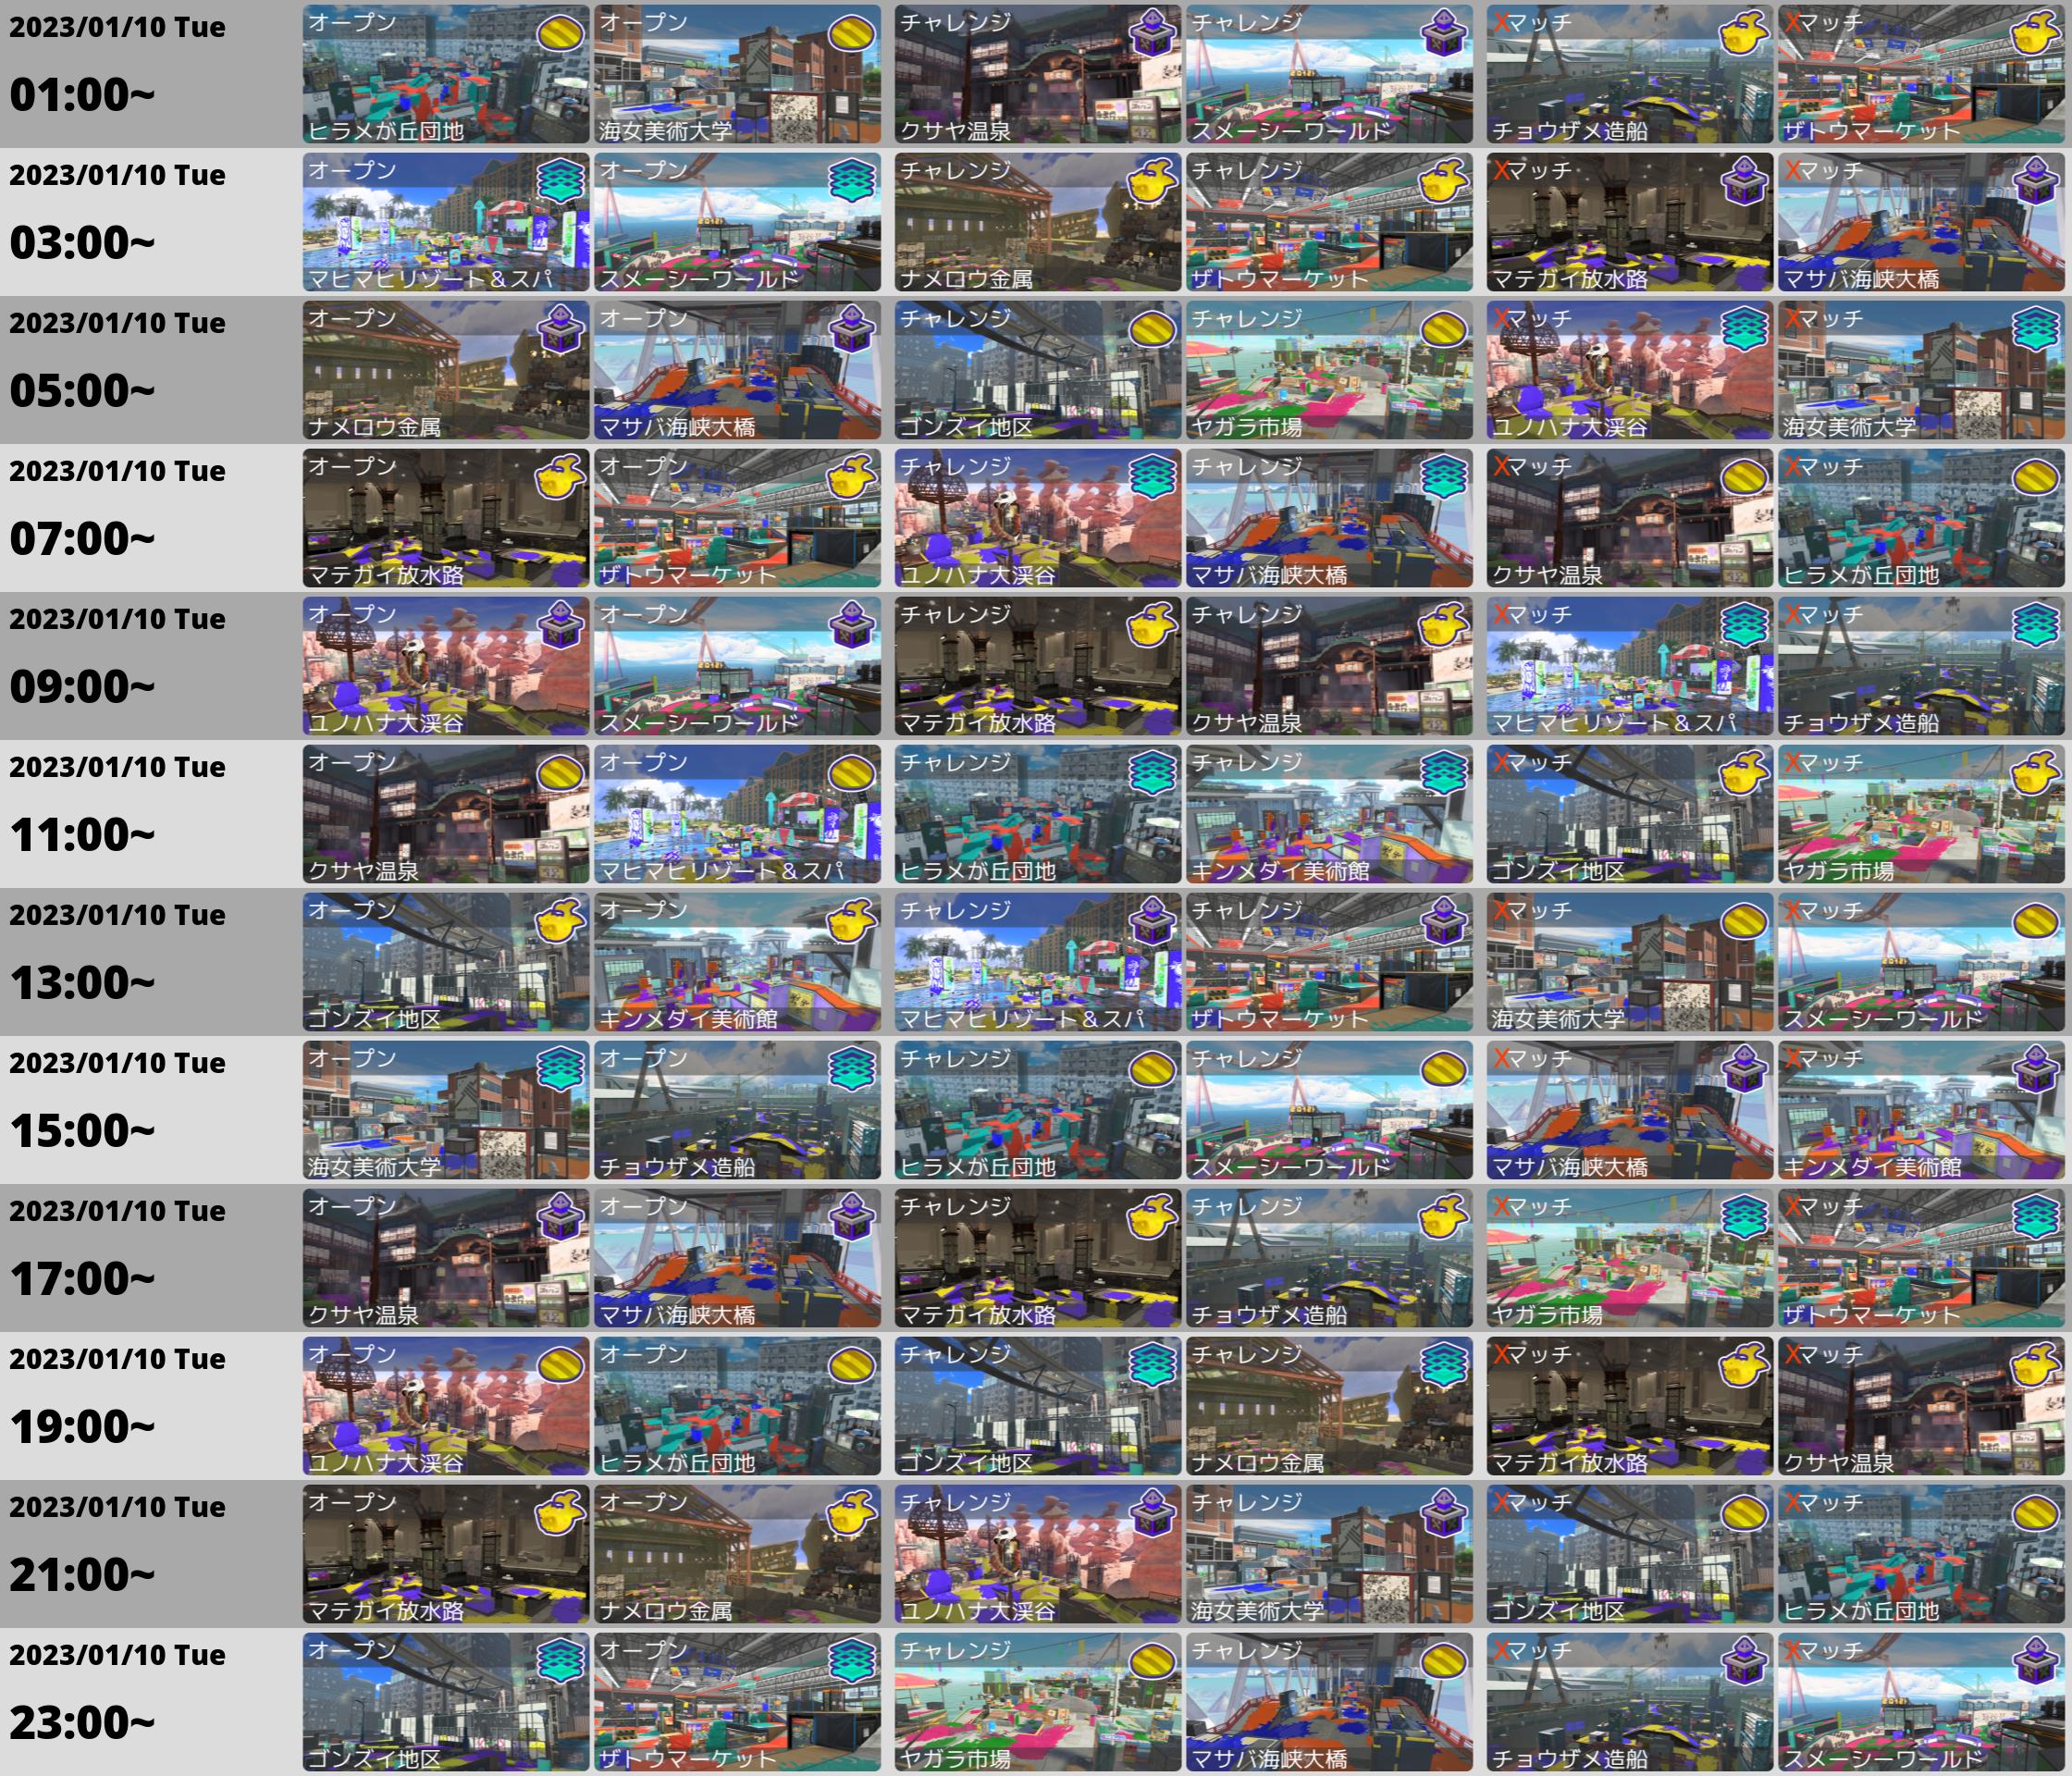 2023/01/10 Tue
01:00~
オープン
ヒラメが丘団地
オープン
海女美術大学
チャレンジ
クサヤ温泉
チャレンジ
スメーシーワールド
Xマッチ
チョウザメ造船
Xマッチ
ザトウマーケット
2023/01/10 Tue
03:00~
オープン
マヒマヒリゾート&スパ
オープン
スメーシーワールド
チャレンジ
ナメロウ金属
チャレンジ
ザトウマーケット
Xマッチ
マテガイ放水路
Xマッチ
マサバ海峡大橋
2023/01/10 Tue
05:00~
オープン
ナメロウ金属
オープン
マサバ海峡大橋
チャレンジ
ゴンズイ地区
チャレンジ
ヤガラ市場
Xマッチ
ユノハナ大渓谷
Xマッチ
海女美術大学
2023/01/10 Tue
07:00~
オープン
マテガイ放水路
オープン
ザトウマーケット
チャレンジ
ユノハナ大渓谷
チャレンジ
マサバ海峡大橋
Xマッチ
クサヤ温泉
Xマッチ
ヒラメが丘団地
2023/01/10 Tue
09:00~
オープン
ユノハナ大渓谷
オープン
スメーシーワールド
チャレンジ
マテガイ放水路
チャレンジ
クサヤ温泉
Xマッチ
マヒマヒリゾート&スパ
Xマッチ
チョウザメ造船
2023/01/10 Tue
11:00~
オープン
クサヤ温泉
オープン
マヒマヒリゾート&スパ
チャレンジ
ヒラメが丘団地
チャレンジ
キンメダイ美術館
Xマッチ
ゴンズイ地区
Xマッチ
ヤガラ市場
2023/01/10 Tue
13:00~
オープン
ゴンズイ地区
オープン
キンメダイ美術館
チャレンジ
マヒマヒリゾート&スパ
チャレンジ
ザトウマーケット
Xマッチ
海女美術大学
Xマッチ
スメーシーワールド
2023/01/10 Tue
15:00~
オープン
海女美術大学
オープン
チョウザメ造船
チャレンジ
ヒラメが丘団地
チャレンジ
スメーシーワールド
Xマッチ
マサバ海峡大橋
Xマッチ
キンメダイ美術館
2023/01/10 Tue
17:00~
オープン
クサヤ温泉
オープン
マサバ海峡大橋
チャレンジ
マテガイ放水路
チャレンジ
チョウザメ造船
Xマッチ
ヤガラ市場
Xマッチ
ザトウマーケット
2023/01/10 Tue
19:00~
オープン
ユノハナ大渓谷
オープン
ヒラメが丘団地
チャレンジ
ゴンズイ地区
チャレンジ
ナメロウ金属
Xマッチ
マテガイ放水路
Xマッチ
クサヤ温泉
2023/01/10 Tue
21:00~
オープン
マテガイ放水路
オープン
ナメロウ金属
チャレンジ
ユノハナ大渓谷
チャレンジ
海女美術大学
Xマッチ
ゴンズイ地区
Xマッチ
ヒラメが丘団地
2023/01/10 Tue
23:00~
オープン
ゴンズイ地区
オープン
ザトウマーケット
チャレンジ
ヤガラ市場
チャレンジ
マサバ海峡大橋
Xマッチ
チョウザメ造船
Xマッチ
スメーシーワールド